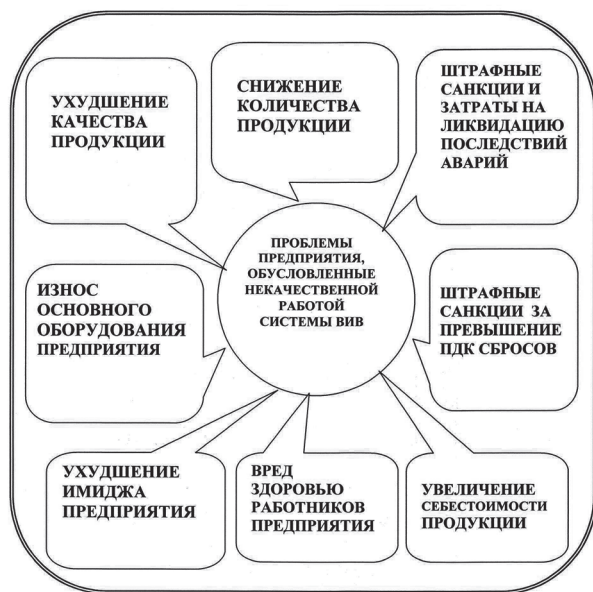 УХУДШЕНИЕ
КАЧЕСТВА
ПРОДУКЦИИ
СНИЖЕНИЕ
КОЛИЧЕСТВА
ПРОДУКЦИИ
ШТРАФНЫЕ
САНКЦИИ И
ЗАТРАТЫ НА
ЛИКВИДАЦИЮ
ПОСЛЕДСТВИЙ
АВАРИЙ
ПРОБЛЕМЫ
ПРЕДПРИЯТИЯ,
ОБУСЛОВЛЕННЫЕ
НЕКАЧЕСТВЕННОЙ
РАБОТОЙ
СИСТЕМЫ ВИВ
ИЗНОС
ОСНОВНОГО
ОБОРУДОВАНИЯ
ПРЕДПРИЯТИЯ
ШТРАФНЫЕ
САНКЦИИ ЗА
ПРЕВЫШЕНИЕ
ПДК СБРОСОВ
УХУДШЕНИЕ
ИМИДЖА
ПРЕДПРИЯТИЯ
ВРЕД
ЗДОРОВЬЮ
РАБОТНИКОВ
ПРЕДПРИЯТИЯ
УВЕЛИЧЕНИЕ
СЕБЕСТОИМОСТИ
ПРОДУКЦИИ